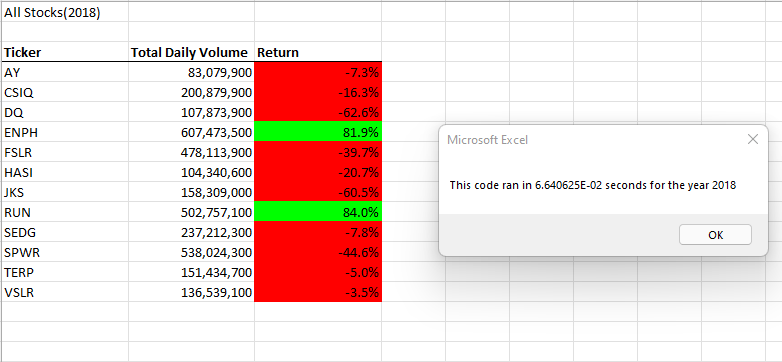 All Stocks(2018)
Ticker Total Daily Volume Return
AY 83,079,900 -7.3%
CSIQ 200,879,900 -16.3%
DQ 107,873,900 -62.6%
ENPH 607,473,500 81.9%
FSLR 478,113,900 -39.7%
HASI 104,340,600 -20.7%
JKS 158,309,000 -60.5%
RUN 502,757,100 84.0%
SEDG 237,212,300 -7.8%
SPWR 538,024,300 -44.6%
TERP 151,434,700 -5.0%
VSLR 136,539,100 -3.5%
Microsoft Excel
This code ran in 6.640625E-02 seconds for the year 2018
OK